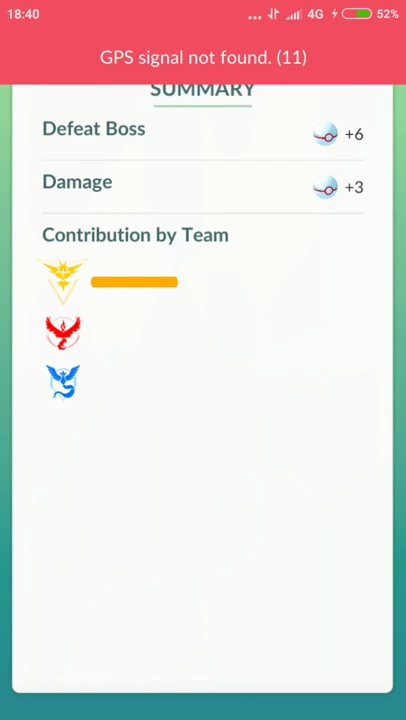 18:40
... 4G 52%
GPS signal not found. (11)
SUMMARY
Defeat Boss
+6
Damage
+3
Contribution by Team